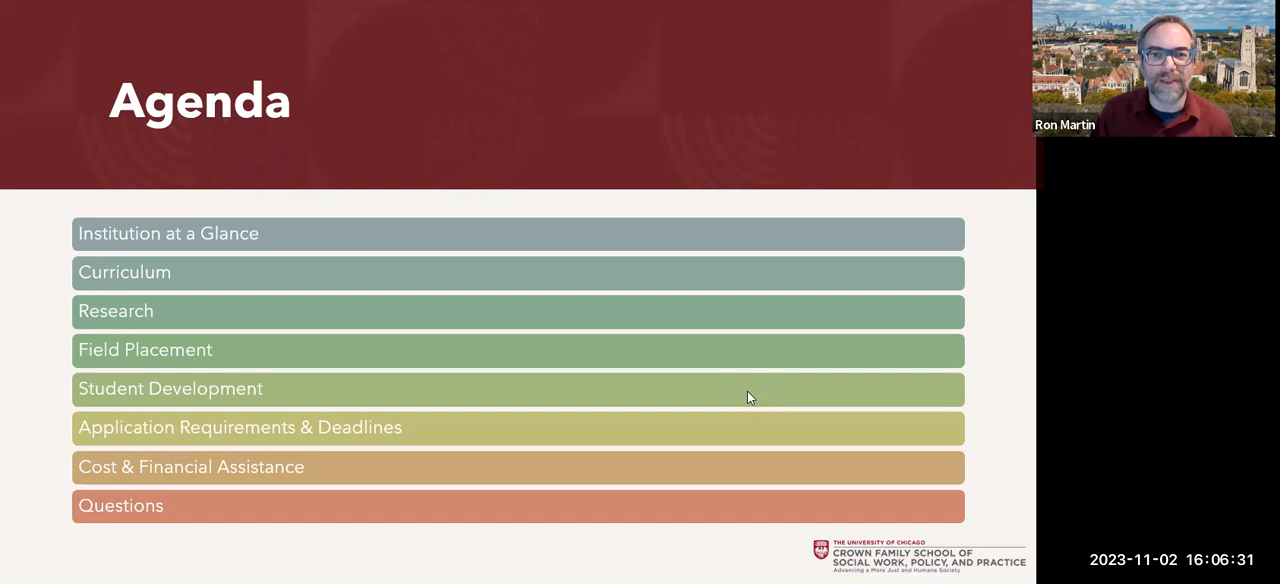 Agenda
Ron Martin
Institution at a Glance
Curriculum
Research
Field Placement
Student Development
Application Requirements & Deadlines
Cost & Financial Assistance
Questions
THE UNIVERSITY OF CHICAGO
CROWN FAMILY SCHOOL OF
SOCIAL WORK, POLICY, AND PRACTICE
Advancing a More Just and Humane Society
2023-11-02 16:06:31